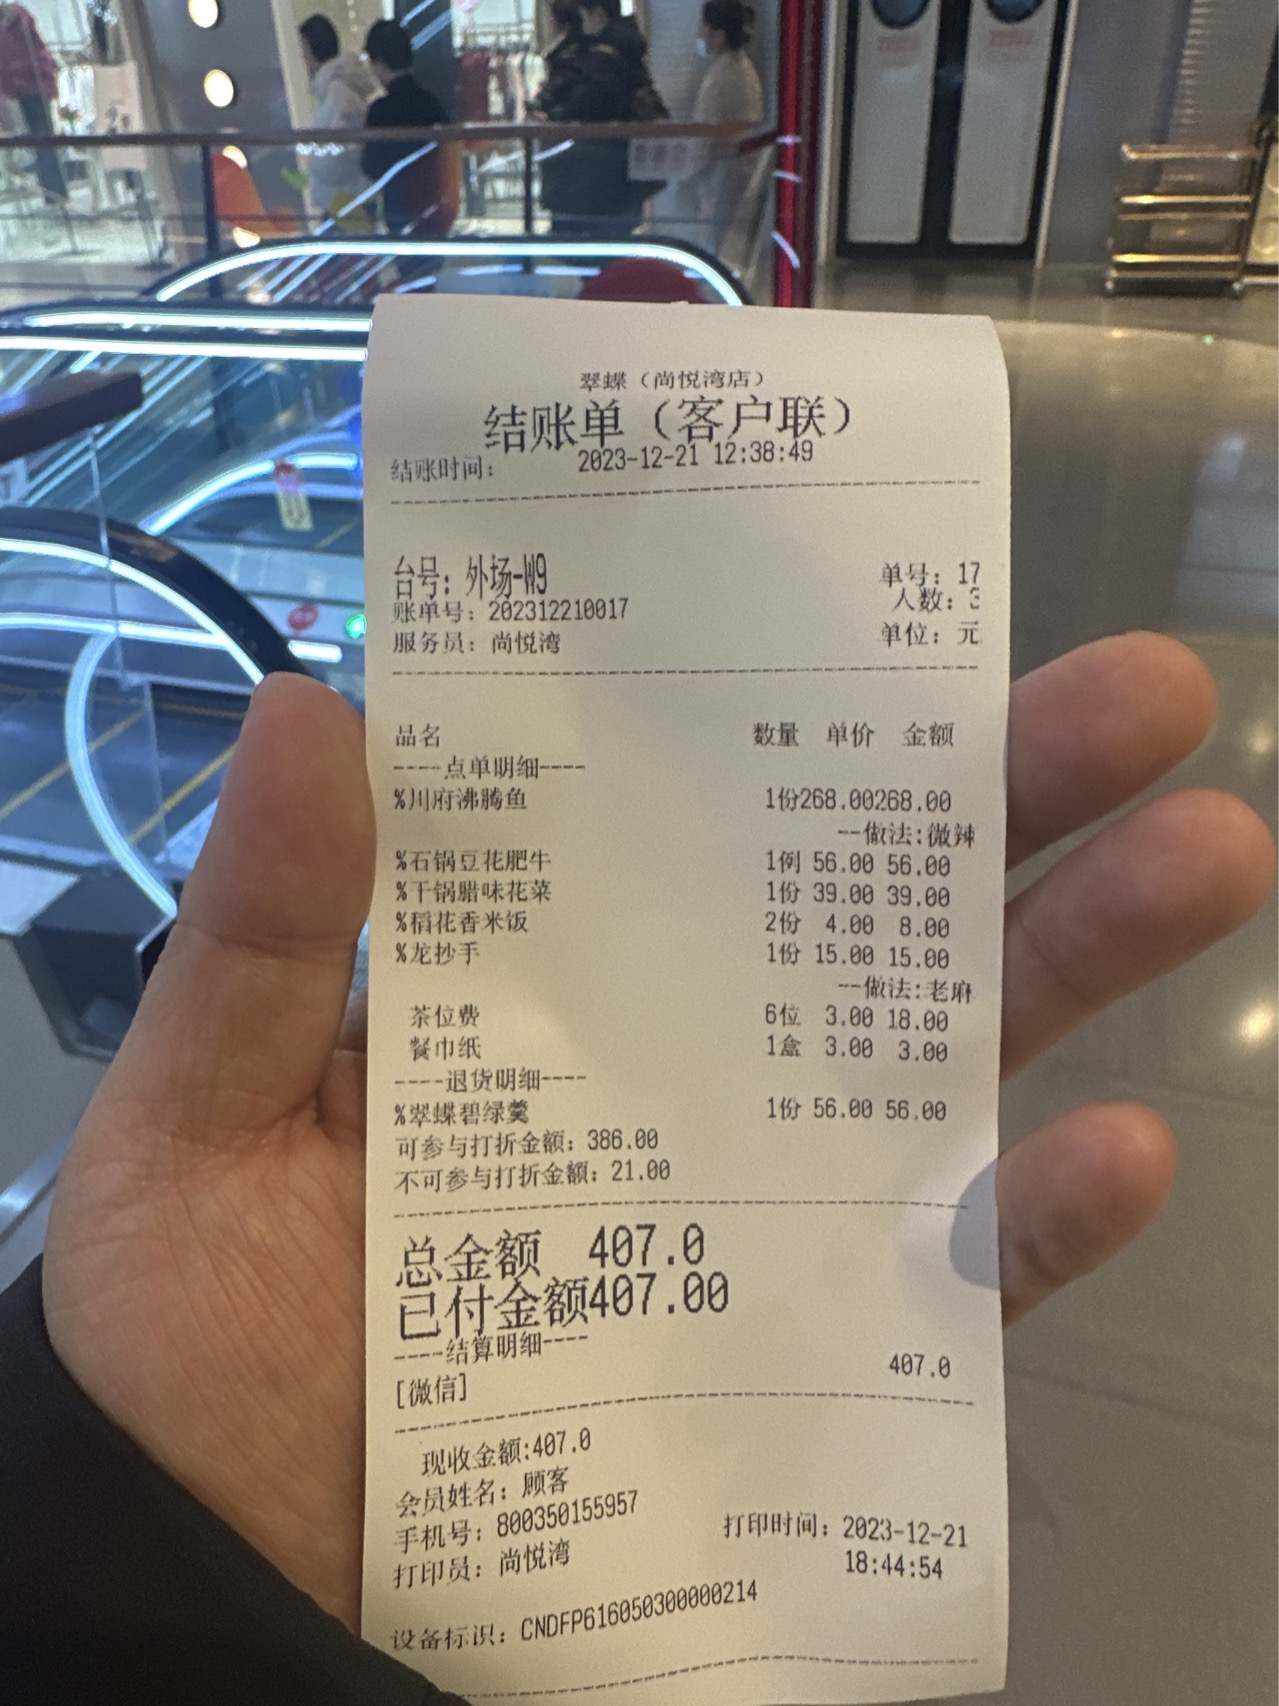 翠蝶（尚悦湾店）
结账单（客户联）
结账时间： 2023-12-21 12:38:49
台号：外场-W9 单号：17
账单号：202312210017 人数：3
服务员：尚悦湾 单位：元
品名 数量 单价 金额
----点单明细----
%川府沸腾鱼 1份268.00268.00
--做法:微辣
%石锅豆花肥牛 1例 56.00 56.00
%干锅腊味花菜 1份 39.00 39.00
%稻花香米饭 2份 4.00 8.00
%龙抄手 1份 15.00 15.00
--做法:老麻
茶位费 6位 3.00 18.00
餐巾纸 1盒 3.00 3.00
----退货明细----
%翠蝶碧绿羹 1份 56.00 56.00
可参与打折金额：386.00
不可参与打折金额：21.00
总金额 407.0
已付金额407.00
----结算明细----
[微信] 407.0
现收金额:407.0
会员姓名：顾客
手机号：800350155957
打印员：尚悦湾 打印时间：2023-12-21
18:44:54
设备标识：CNDFP616050300000214